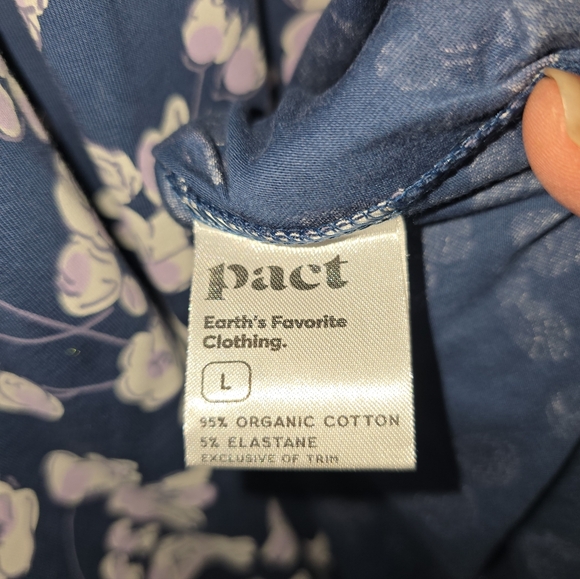 pact
Earth's Favorite
Clothing.
L
95% ORGANIC COTTON
5% ELASTANE
EXCLUSIVE OF TRIM